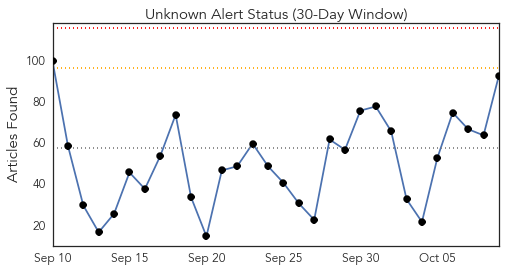 Unknown Alert Status (30-Day Window)
Articles Found
100
80
60
40
20
Sep 10 Sep 15 Sep 20 Sep 25 Sep 30 Oct 05